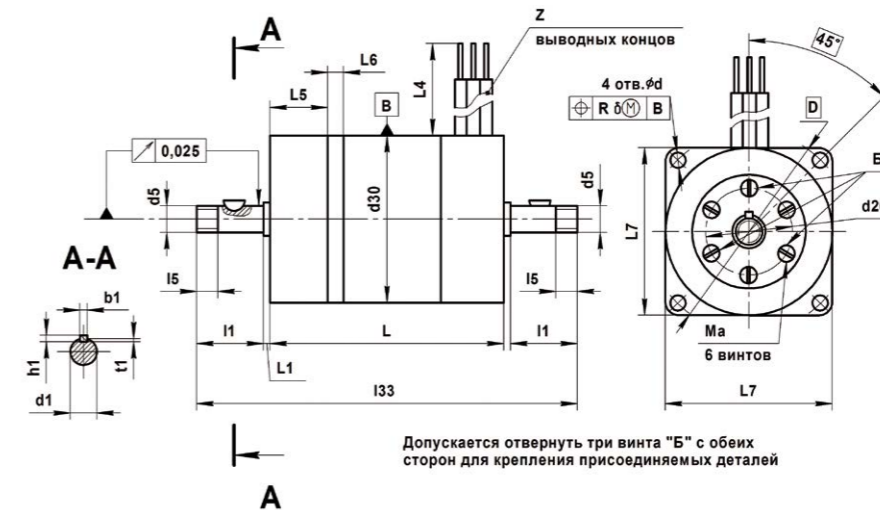 А
Z
выводных концов
L6
L5
L4
В
4 отв.⌀d
⌖ R δⓂ В
45°
D
0,025
d5
d30
d5
L7
d2
А-А
l5
l5
b1
h1
t1
d1
l1
L
l1
L1
l33
Ма
6 винтов
L7
Допускается отвернуть три винта "Б" с обеих
сторон для крепления присоединяемых деталей
А